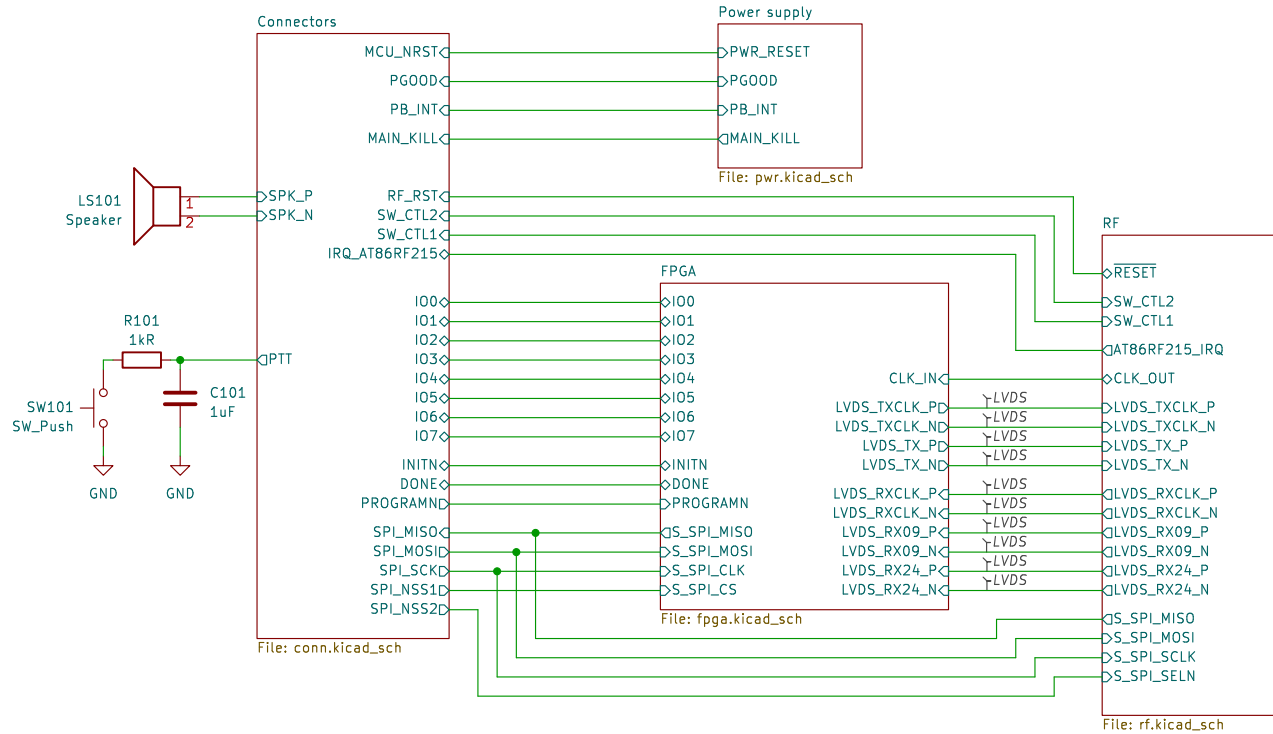 Connectors
MCU_NRST
PGOOD
PB_INT
MAIN_KILL
SPK_P
SPK_N
RF_RST
SW_CTL2
SW_CTL1
IRQ_AT86RF215
IO0
IO1
IO2
IO3
PTT
IO4
IO5
IO6
IO7
INITN
DONE
PROGRAMN
SPI_MISO
SPI_MOSI
SPI_SCK
SPI_NSS1
SPI_NSS2
File: conn.kicad_sch
LS101
Speaker
1
2
R101
1kR
C101
1uF
SW101
SW_Push
GND
GND
Power supply
PWR_RESET
PGOOD
PB_INT
MAIN_KILL
File: pwr.kicad_sch
FPGA
IO0
IO1
IO2
IO3
IO4
IO5
IO6
IO7
INITN
DONE
PROGRAMN
S_SPI_MISO
S_SPI_MOSI
S_SPI_CLK
S_SPI_CS
CLK_IN
LVDS_TXCLK_P
LVDS_TXCLK_N
LVDS_TX_P
LVDS_TX_N
LVDS_RXCLK_P
LVDS_RXCLK_N
LVDS_RX09_P
LVDS_RX09_N
LVDS_RX24_P
LVDS_RX24_N
File: fpga.kicad_sch
LVDS
LVDS
LVDS
LVDS
LVDS
LVDS
LVDS
LVDS
LVDS
LVDS
RF
RESET
SW_CTL2
SW_CTL1
AT86RF215_IRQ
CLK_OUT
LVDS_TXCLK_P
LVDS_TXCLK_N
LVDS_TX_P
LVDS_TX_N
LVDS_RXCLK_P
LVDS_RXCLK_N
LVDS_RX09_P
LVDS_RX09_N
LVDS_RX24_P
LVDS_RX24_N
S_SPI_MISO
S_SPI_MOSI
S_SPI_SCLK
S_SPI_SELN
File: rf.kicad_sch